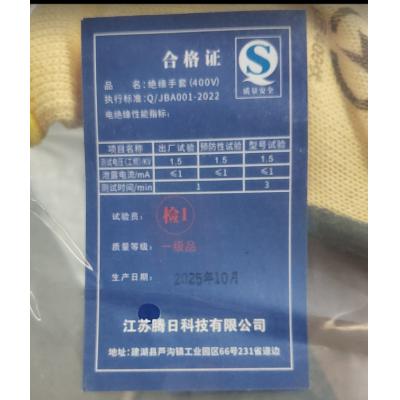 合格证
质量安全
品 名:绝缘手套(400V)
执行标准:Q/JBA001-2022
电绝缘性能指标:
项目名称 出厂试验 预防性试验 型号试验
测试电压(工频)/KV 1.5 1.5 1.5
泄露电流/mA ≤1 ≤1 ≤1
测试时间/min 1 3
试验员: 检1
质量等级: 一级品
生产日期: 2025年10月
江苏腾日科技有限公司
地址:建湖县芦沟镇工业园区66号231省道边